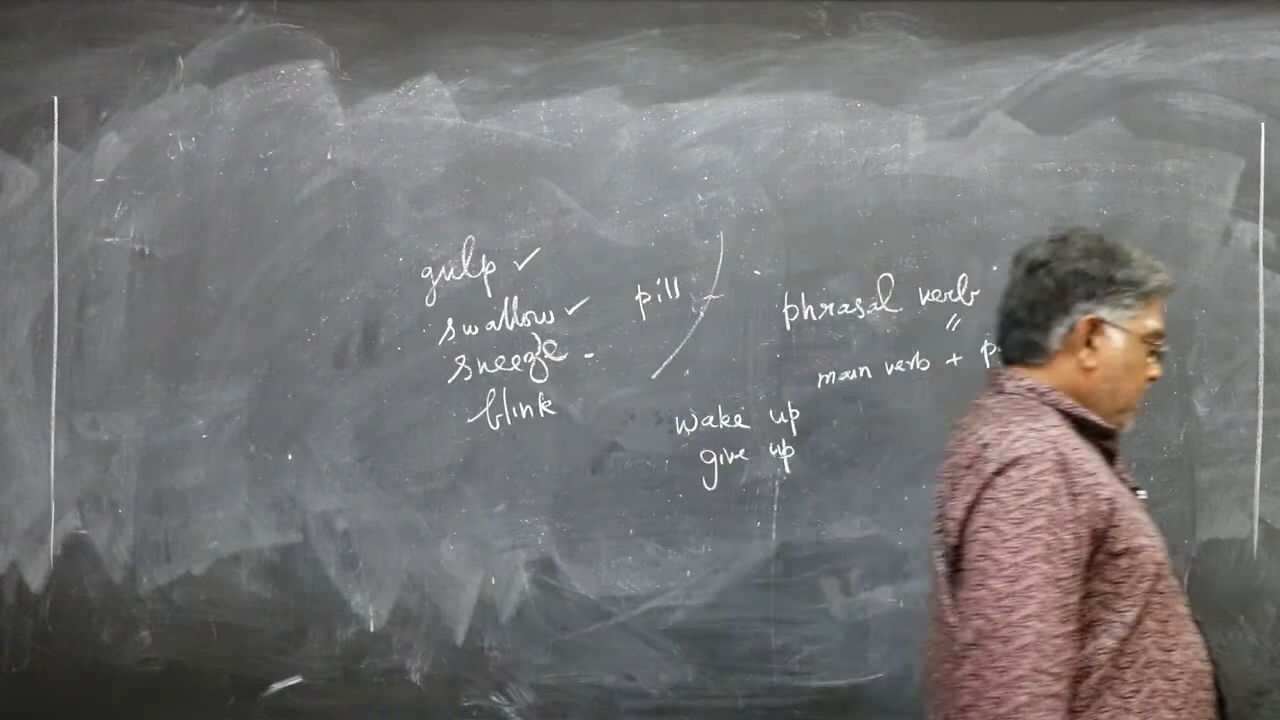 gulp ✓
swallow ✓
sneeze
blink
pill
phrasal verb
"
main verb + p
wake up
give up